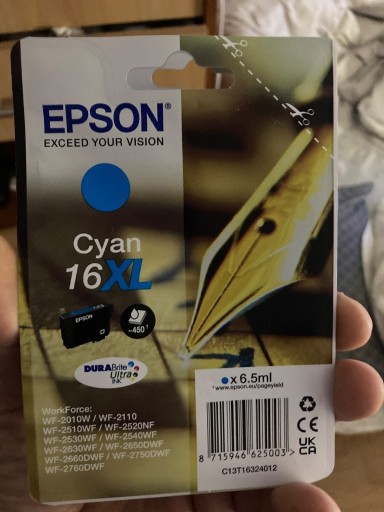 EPSON®
EXCEED YOUR VISION
Cyan
16XL
EPSON
~450¹
DURABrite
Ultra
INK
x 6.5ml
¹ www.epson.eu/pageyield
WorkForce:
WF-2010W / WF-2110
WF-2510WF / WF-2520NF
WF-2530WF / WF-2540WF
WF-2630WF / WF-2650DWF
WF-2660DWF / WF-2750DWF
WF-2760DWF
8 715946 625003 >
C13T16324012
CE
UK
CA